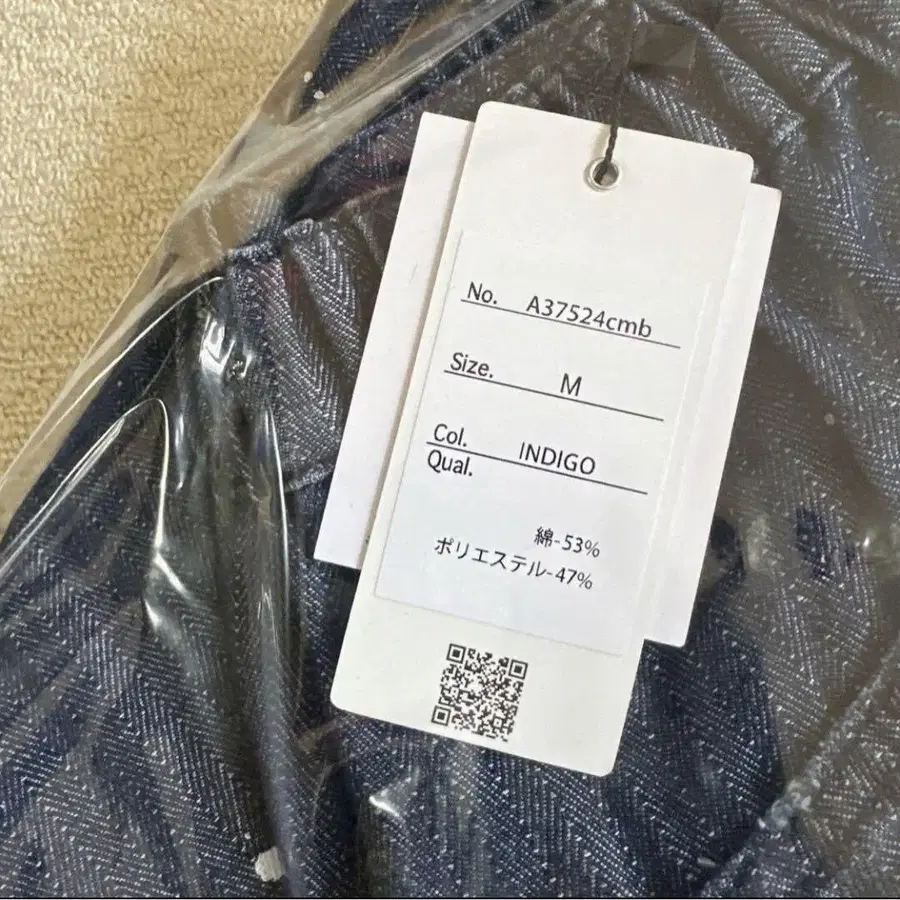 No. A37524cmb
Size. M
Col. INDIGO
Qual.
綿-53%
ポリエステル-47%